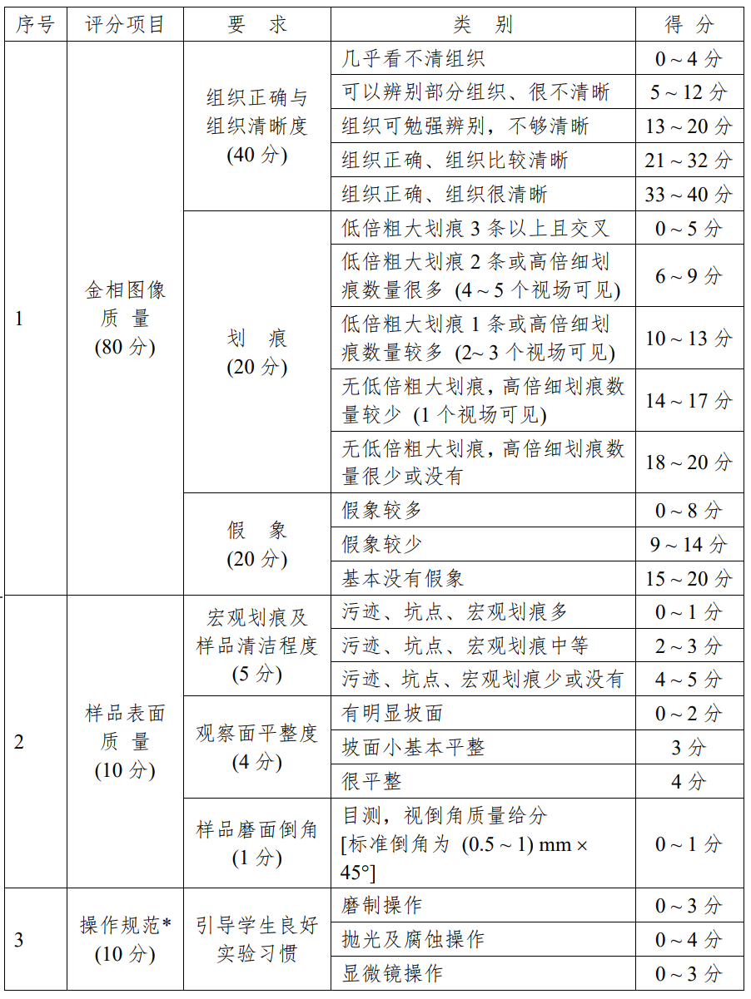 序号 评分项目 要 求 类 别 得 分
1
金相图像
质 量
(80 分)
组织正确与
组织清晰度
(40 分)
几乎看不清组织 0 ~ 4 分
可以辨别部分组织、很不清晰 5 ~ 12 分
组织可勉强辨别，不够清晰 13 ~ 20 分
组织正确、组织比较清晰 21 ~ 32 分
组织正确、组织很清晰 33 ~ 40 分
划 痕
(20 分)
低倍粗大划痕 3 条以上且交叉 0 ~ 5 分
低倍粗大划痕 2 条或高倍细划
痕数量很多 (4 ~ 5 个视场可见) 6 ~ 9 分
低倍粗大划痕 1 条或高倍细划
痕数量较多 (2~ 3 个视场可见) 10 ~ 13 分
无低倍粗大划痕，高倍细划痕数
量较少 (1 个视场可见) 14 ~ 17 分
无低倍粗大划痕，高倍细划痕数
量很少或没有 18 ~ 20 分
假 象
(20 分)
假象较多 0 ~ 8 分
假象较少 9 ~ 14 分
基本没有假象 15 ~ 20 分
2
样品表面
质 量
(10 分)
宏观划痕及
样品清洁程度
(5 分)
污迹、坑点、宏观划痕多 0 ~ 1 分
污迹、坑点、宏观划痕中等 2 ~ 3 分
污迹、坑点、宏观划痕少或没有 4 ~ 5 分
观察面平整度
(4 分)
有明显坡面 0 ~ 2 分
坡面小基本平整 3 分
很平整 4 分
样品磨面倒角
(1 分)
目测，视倒角质量给分
[标准倒角为 (0.5 ~ 1) mm ×
45°] 0 ~ 1 分
3
操作规范*
(10 分)
引导学生良好
实验习惯
磨制操作 0 ~ 3 分
抛光及腐蚀操作 0 ~ 4 分
显微镜操作 0 ~ 3 分